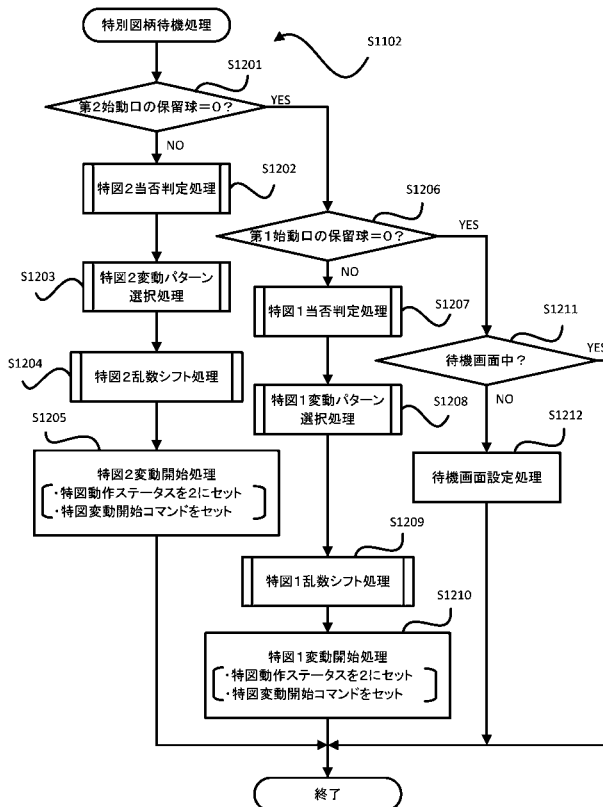 特別図柄待機処理
S1102
S1201
第2始動口の保留球=0?
YES
NO
S1202
特図2当否判定処理
S1206
第1始動口の保留球=0?
YES
NO
S1203
特図2変動パターン
選択処理
S1207
特図1当否判定処理
S1211
待機画面中?
YES
NO
S1204
特図2乱数シフト処理
S1208
特図1変動パターン
選択処理
S1205
特図2変動開始処理
・特図動作ステータスを2にセット
・特図変動開始コマンドをセット
S1212
待機画面設定処理
S1209
特図1乱数シフト処理
S1210
特図1変動開始処理
・特図動作ステータスを2にセット
・特図変動開始コマンドをセット
終了